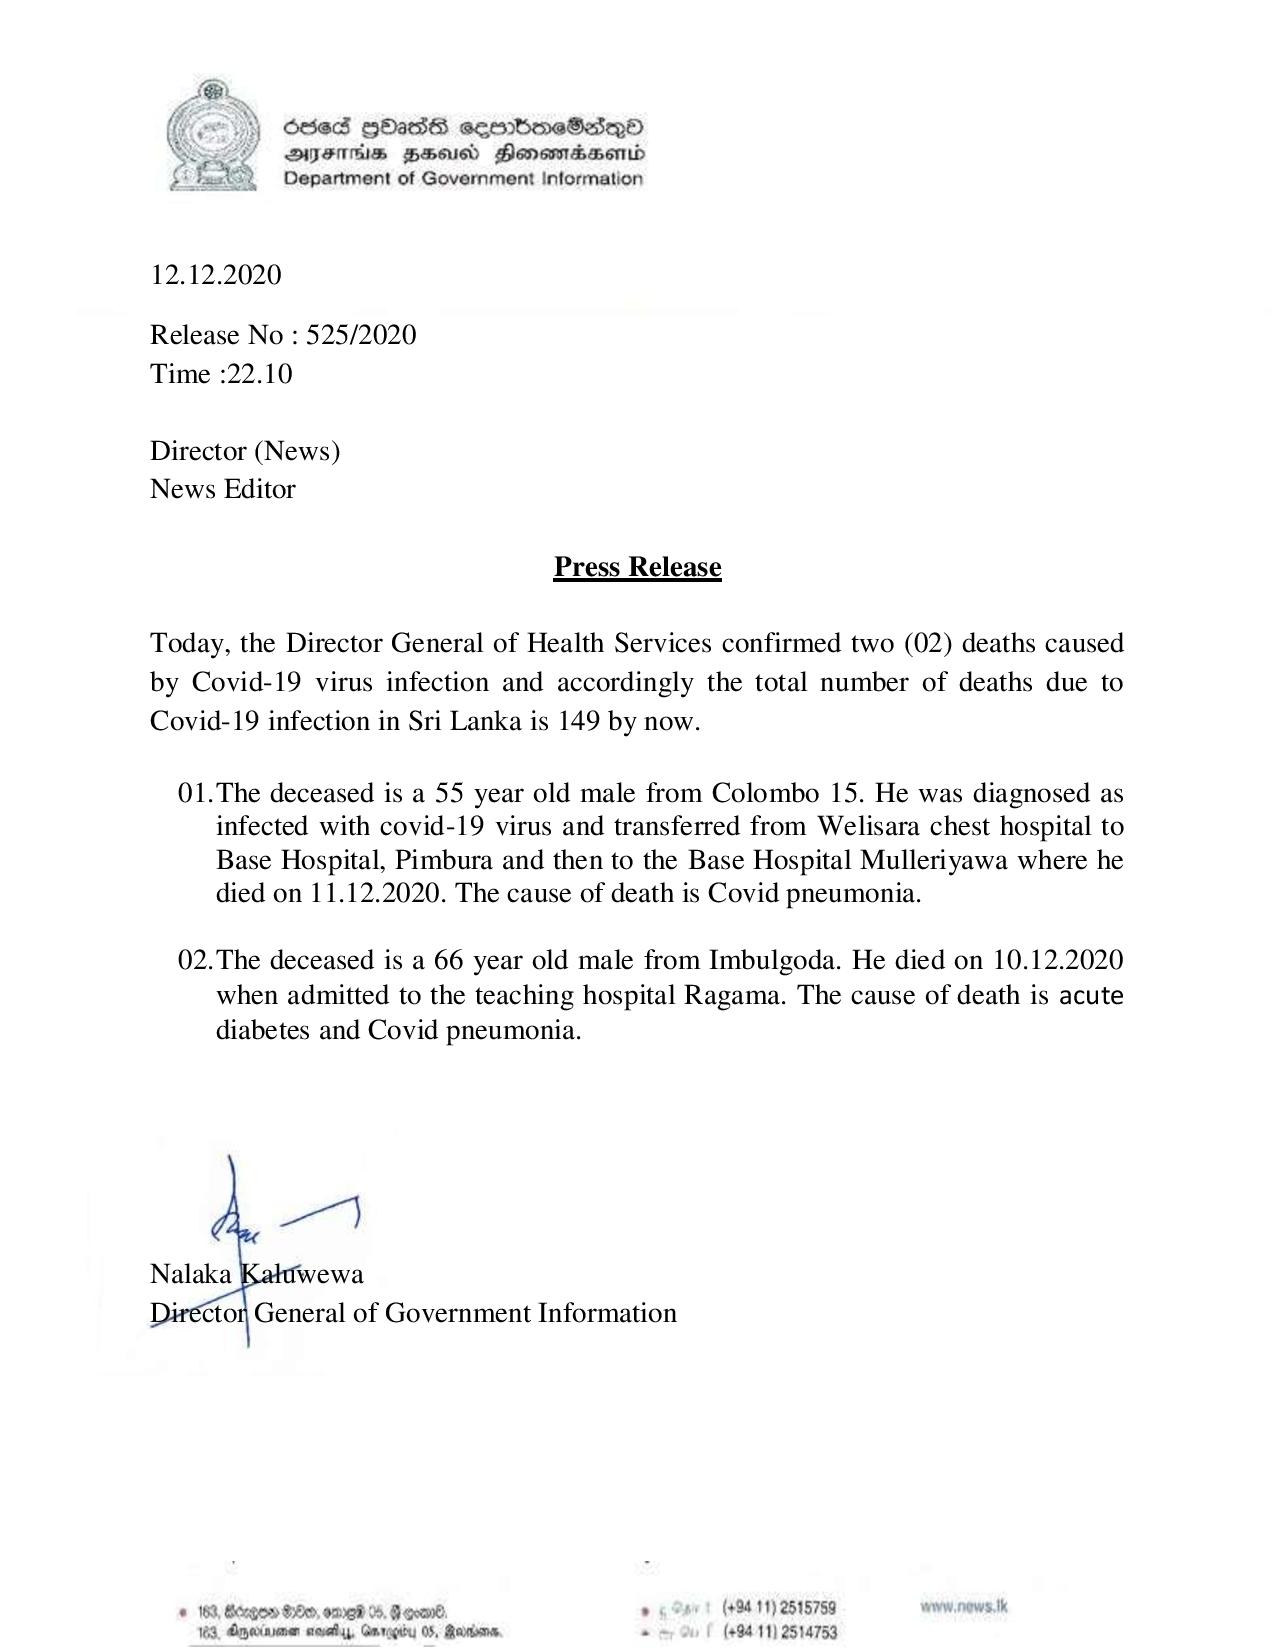 රජයේ ප්‍රවෘත්ති දෙපාර්තමේන්තුව
அரசாங்க தகவல் திணைக்களம்
Department of Government Information
12.12.2020
Release No : 525/2020
Time :22.10
Director (News)
News Editor
Press Release
Today, the Director General of Health Services confirmed two (02) deaths caused
by Covid-19 virus infection and accordingly the total number of deaths due to
Covid-19 infection in Sri Lanka is 149 by now.
01. The deceased is a 55 year old male from Colombo 15. He was diagnosed as
infected with covid-19 virus and transferred from Welisara chest hospital to
Base Hospital, Pimbura and then to the Base Hospital Mulleriyawa where he
died on 11.12.2020. The cause of death is Covid pneumonia.
02. The deceased is a 66 year old male from Imbulgoda. He died on 10.12.2020
when admitted to the teaching hospital Ragama. The cause of death is acute
diabetes and Covid pneumonia.
Nalaka Kaluwewa
Director General of Government Information
163, කිරුලපන මාවත, කොළඹ 05, ශ්‍රී ලංකාව.
163, கிருலப்பனை எவனியூ, கொழும்பு 05, இலங்கை.
(+94 11) 2515759
(+94 11) 2514753
www.news.lk